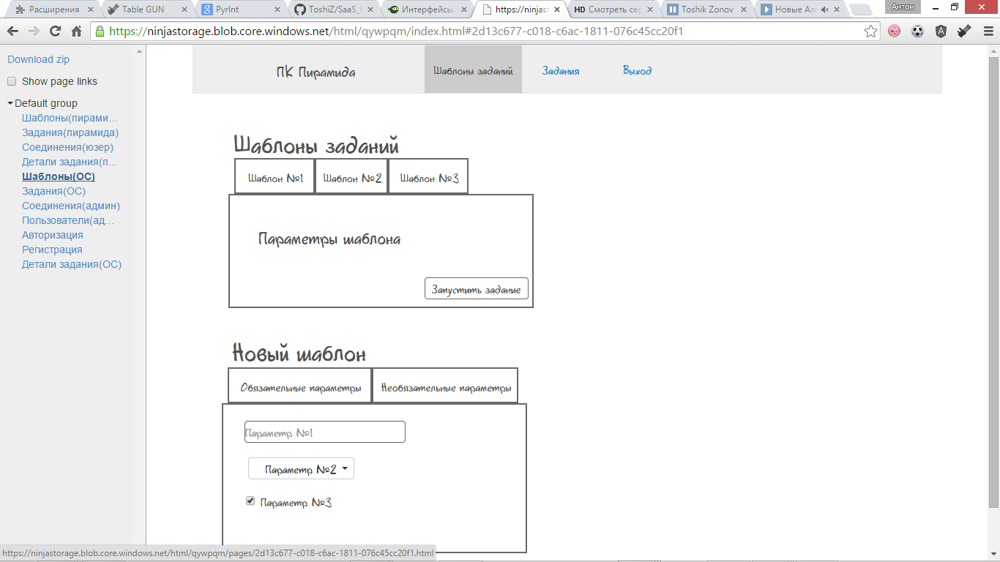 Расширения
Table GUN
PyrInt
ToshiZ/SaaS_
Интерфейсы.
https://ninjast
HD Смотреть сер
Toshik Zonov
Новые Ал
Антон
https://ninjastorage.blob.core.windows.net/html/qywpqm/index.html#2d13c677-c018-c6ac-1811-076c45cc20f1
Download zip
Show page links
Default group
Шаблоны(пирами...
Задания(пирамида)
Соединения(юзер)
Детали задания(п...
Шаблоны(ОС)
Задания(ОС)
Соединения(админ)
Пользователи(ад...
Авторизация
Регистрация
Детали задания(ОС)
ПК Пирамида
Шаблоны заданий
Задания
Выход
Шаблоны заданий
Шаблон №1
Шаблон №2
Шаблон №3
Параметры шаблона
Запустить задание
Новый шаблон
Обязательные параметры
Необязательные параметры
Параметр №1
Параметр №2
Параметр №3
https://ninjastorage.blob.core.windows.net/html/qywpqm/pages/2d13c677-c018-c6ac-1811-076c45cc20f1.html